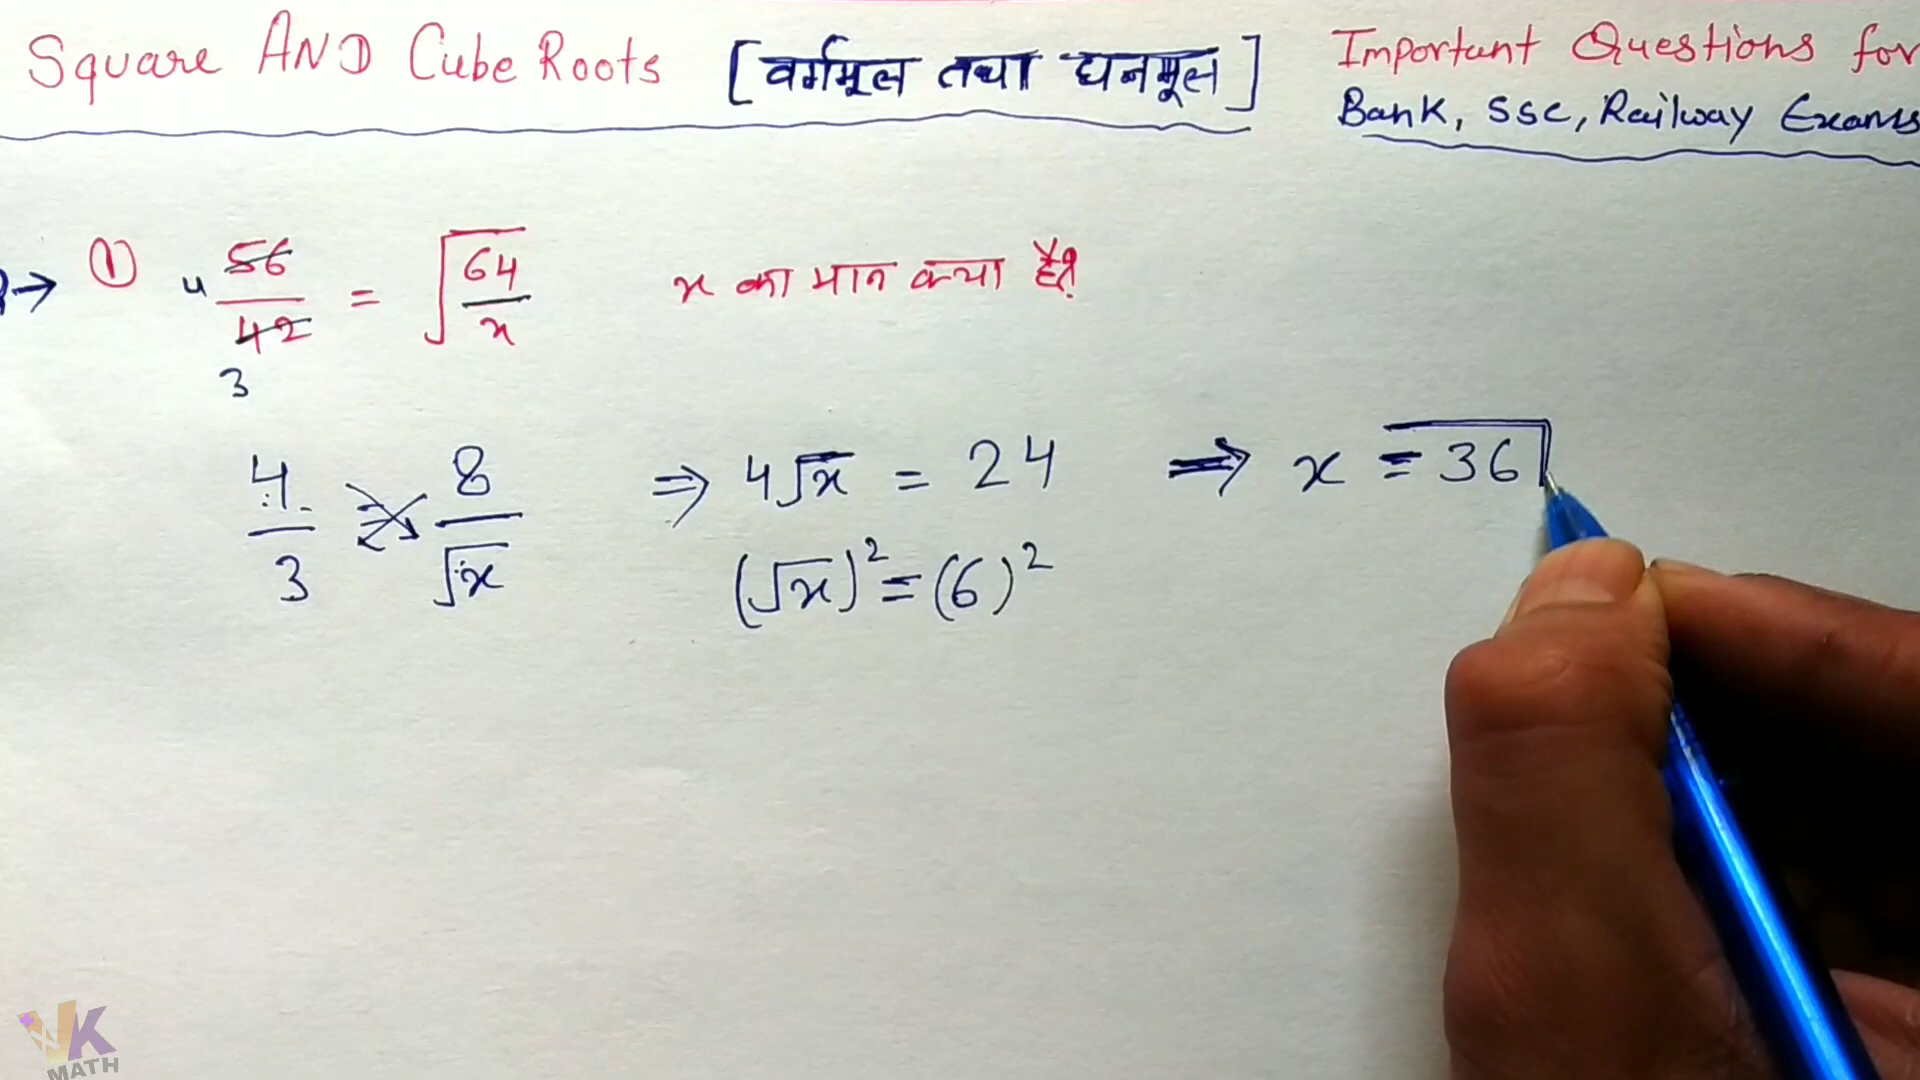 Square AND Cube Roots [वर्गमूल तथा घनमूल] Important Questions for
Bank, SSC, Railway Exams
① 56/42 = √(64/x) x का मान क्या है?
4
3
4/3 = 8/√x ⇒ 4√x = 24 ⇒ x = 36
(√x)² = (6)²
VK
MATH